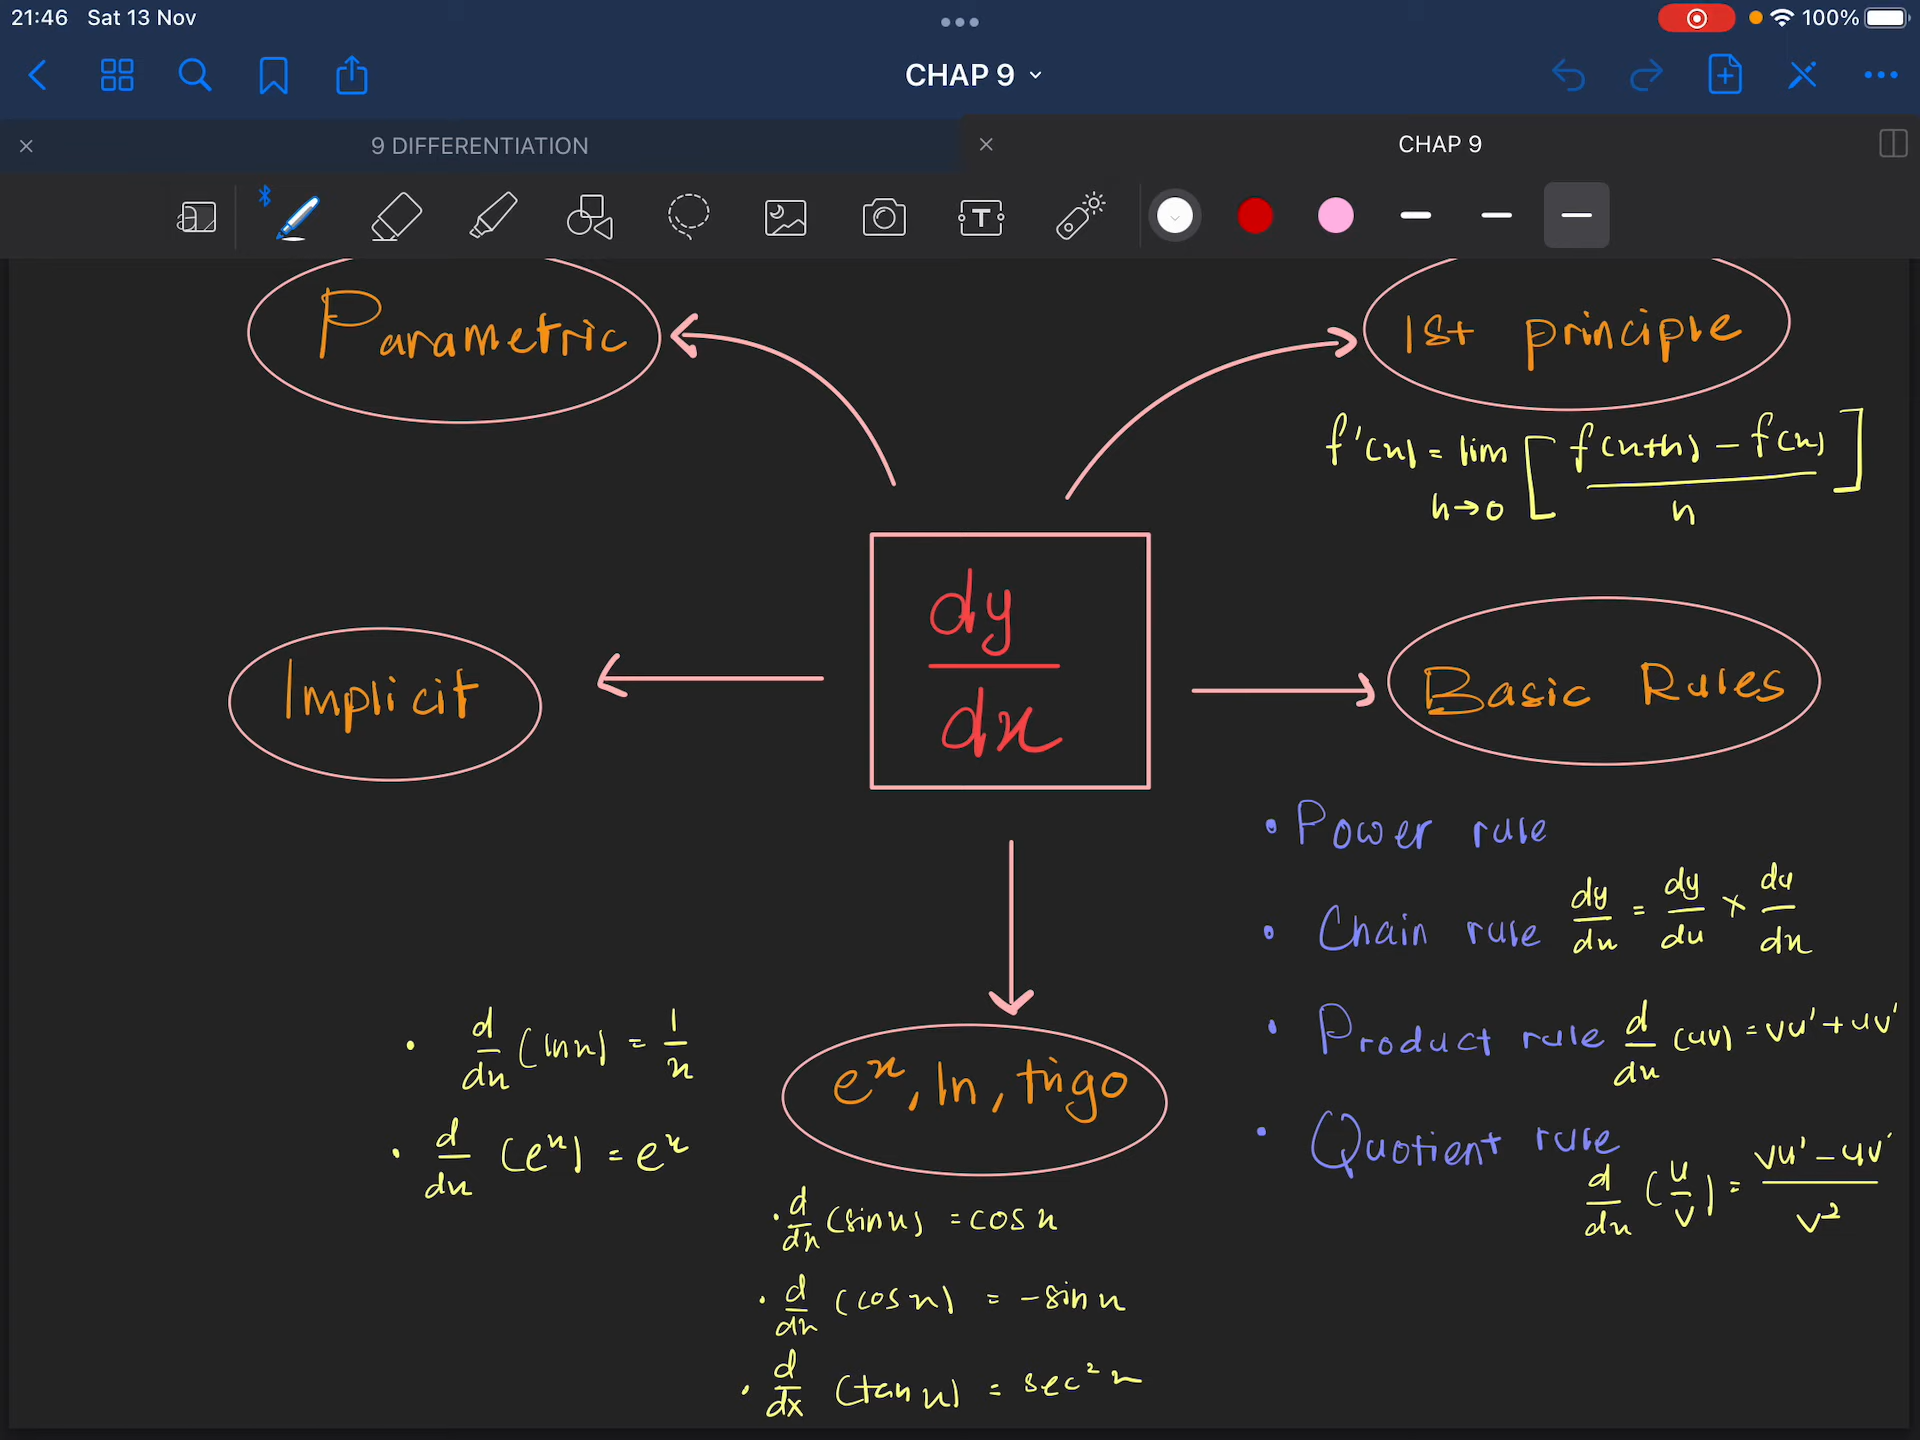 21:46 Sat 13 Nov
100%
CHAP 9
9 DIFFERENTIATION
CHAP 9
T
Parametric
1st principle
f'(x) = lim h→0 [ f(x+h) - f(x) / h ]
dy/dx
Implicit
Basic Rules
• Power rule
• Chain rule dy/dx = dy/du × du/dx
• Product rule d/dx (uv) = vu' + uv'
• Quotient rule
d/dx (u/v) = vu' - uv' / v²
eˣ, ln, trigo
• d/dx (ln x) = 1/x
• d/dx (eˣ) = eˣ
• d/dx (sin x) = cos x
• d/dx (cos x) = - sin x
• d/dx (tan x) = sec² x